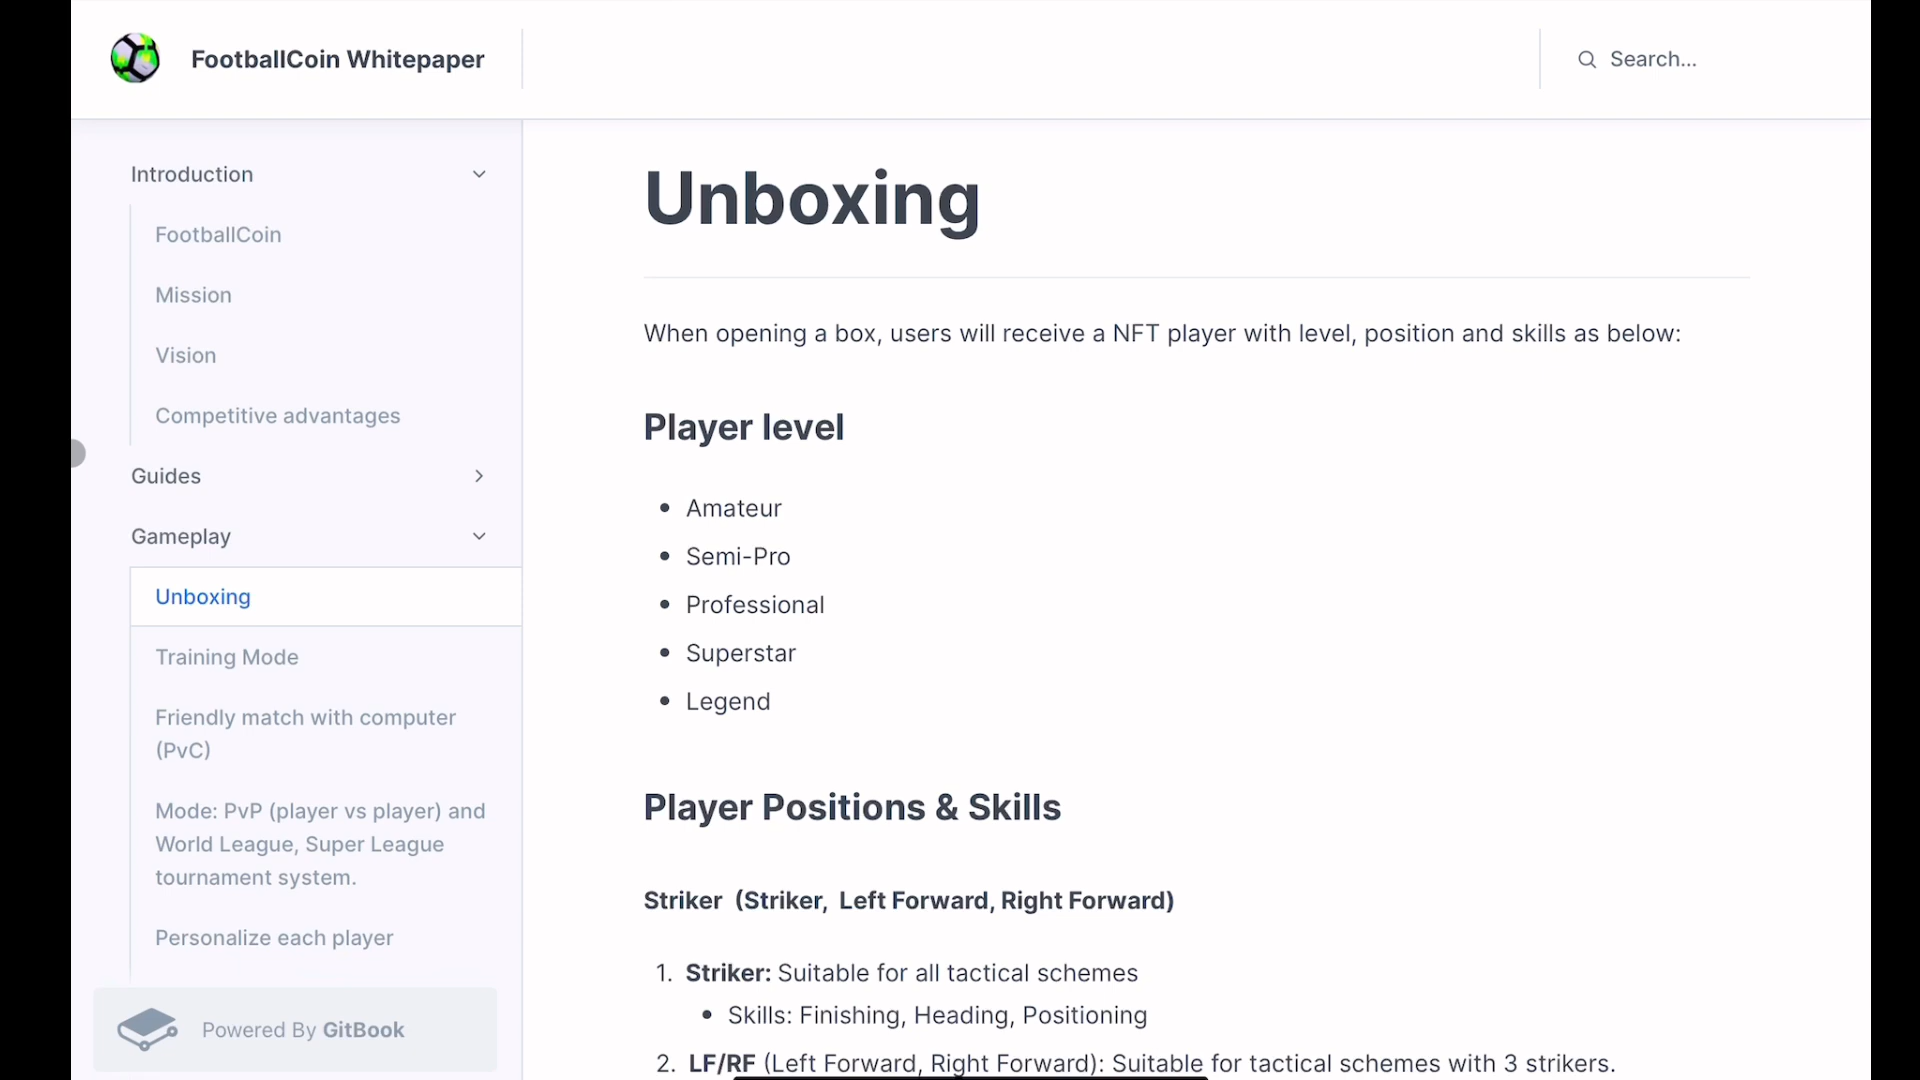 FootballCoin Whitepaper
Search...
Introduction
FootballCoin
Mission
Vision
Competitive advantages
Guides
Gameplay
Unboxing
Training Mode
Friendly match with computer
(PvC)
Mode: PvP (player vs player) and
World League, Super League
tournament system.
Personalize each player
Powered By GitBook
Unboxing
When opening a box, users will receive a NFT player with level, position and skills as below:
Player level
• Amateur
• Semi-Pro
• Professional
• Superstar
• Legend
Player Positions & Skills
Striker (Striker, Left Forward, Right Forward)
1. Striker: Suitable for all tactical schemes
• Skills: Finishing, Heading, Positioning
2. LF/RF (Left Forward, Right Forward): Suitable for tactical schemes with 3 strikers.